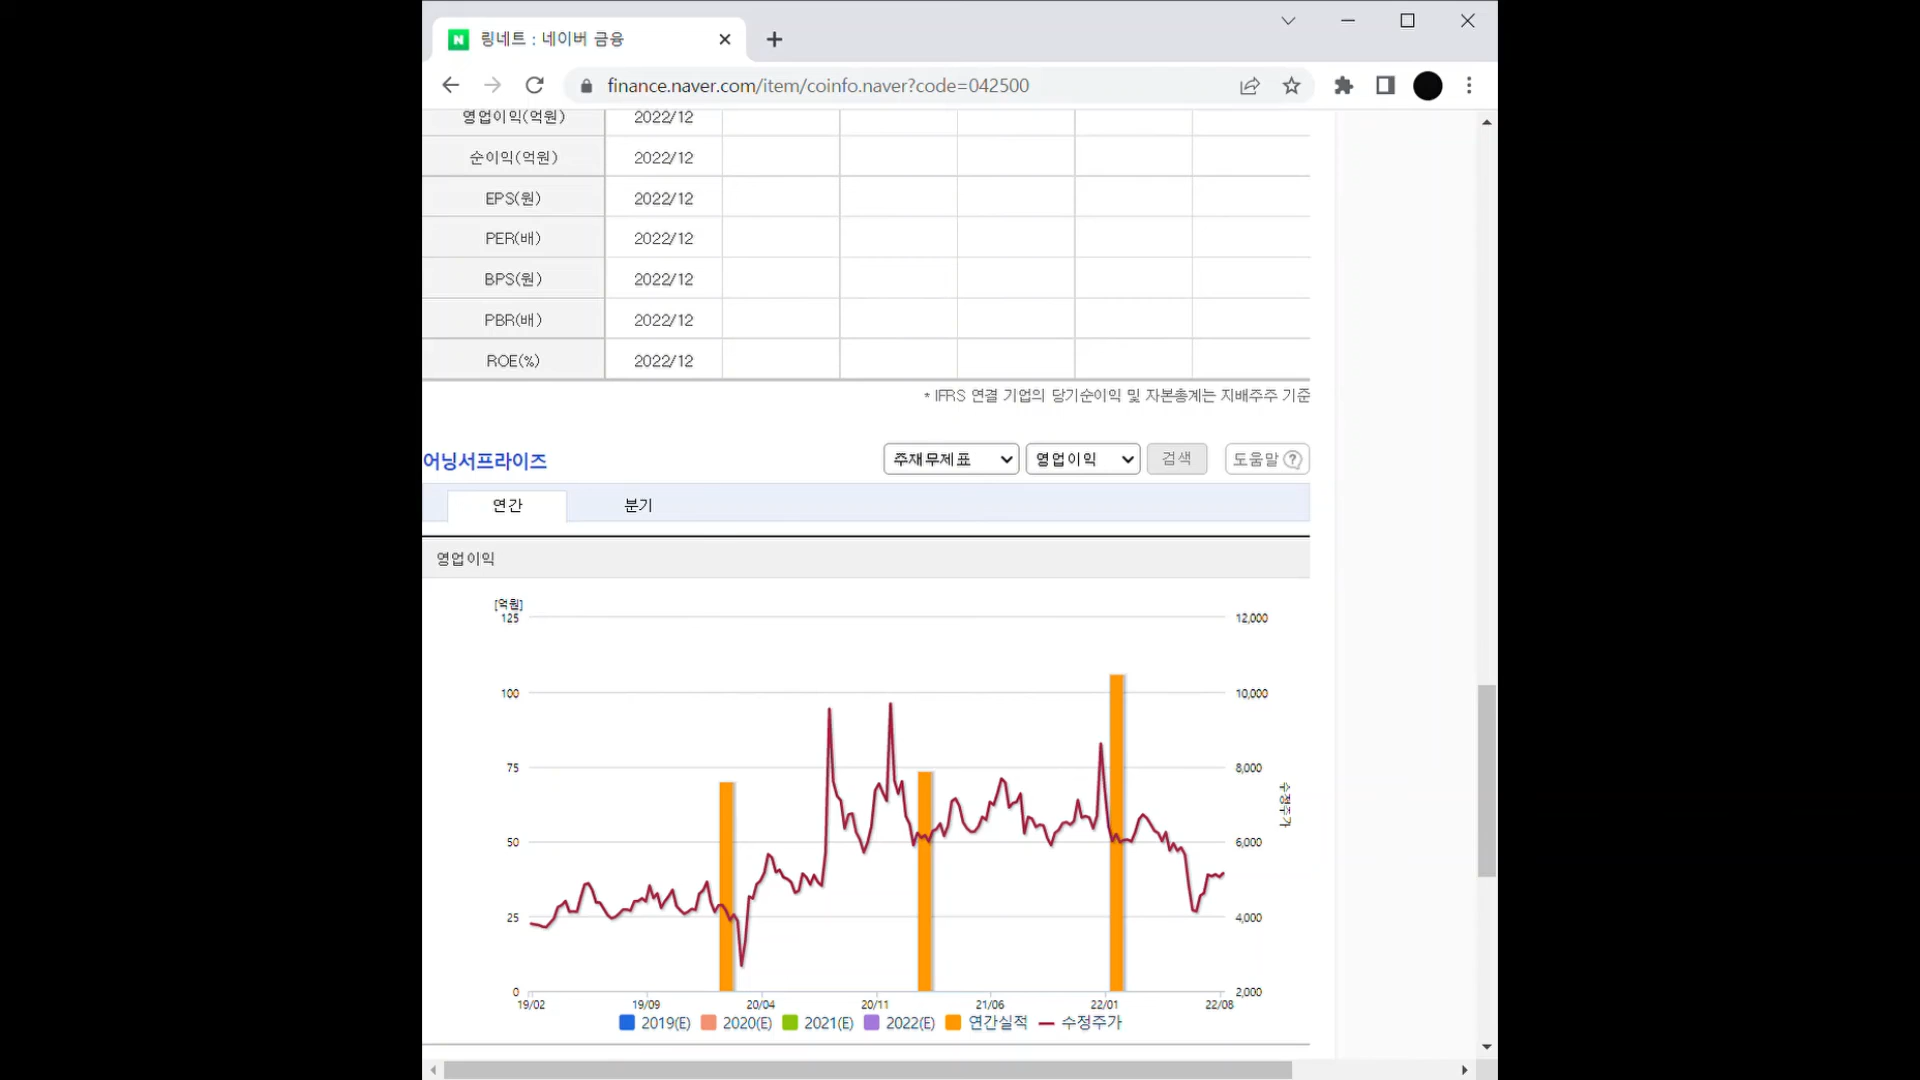 링네트 : 네이버 금융
finance.naver.com/item/coinfo.naver?code=042500
영업이익(억원) 2022/12
순이익(억원) 2022/12
EPS(원) 2022/12
PER(배) 2022/12
BPS(원) 2022/12
PBR(배) 2022/12
ROE(%) 2022/12
* IFRS 연결 기업의 당기순이익 및 자본총계는 지배주주 기준
어닝서프라이즈 주재무제표 영업이익 검색 도움말 ?
연간 분기
영업이익
[억원]
125 12,000
100 10,000
75 8,000
수정주가
50 6,000
25 4,000
0 2,000
19/02 19/09 20/04 20/11 21/06 22/01 22/08
2019(E) 2020(E) 2021(E) 2022(E) 연간실적 수정주가